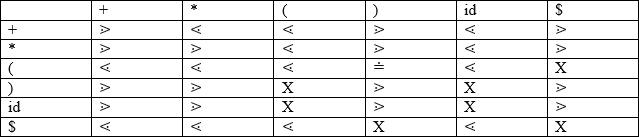 + * ( ) id $
+ ⋗ ⋖ ⋖ ⋗ ⋖ ⋗
* ⋗ ⋗ ⋖ ⋗ ⋖ ⋗
( ⋖ ⋖ ⋖ ≐ ⋖ X
) ⋗ ⋗ X ⋗ X ⋗
id ⋗ ⋗ X ⋗ X ⋗
$ ⋖ ⋖ ⋖ X ⋖ X